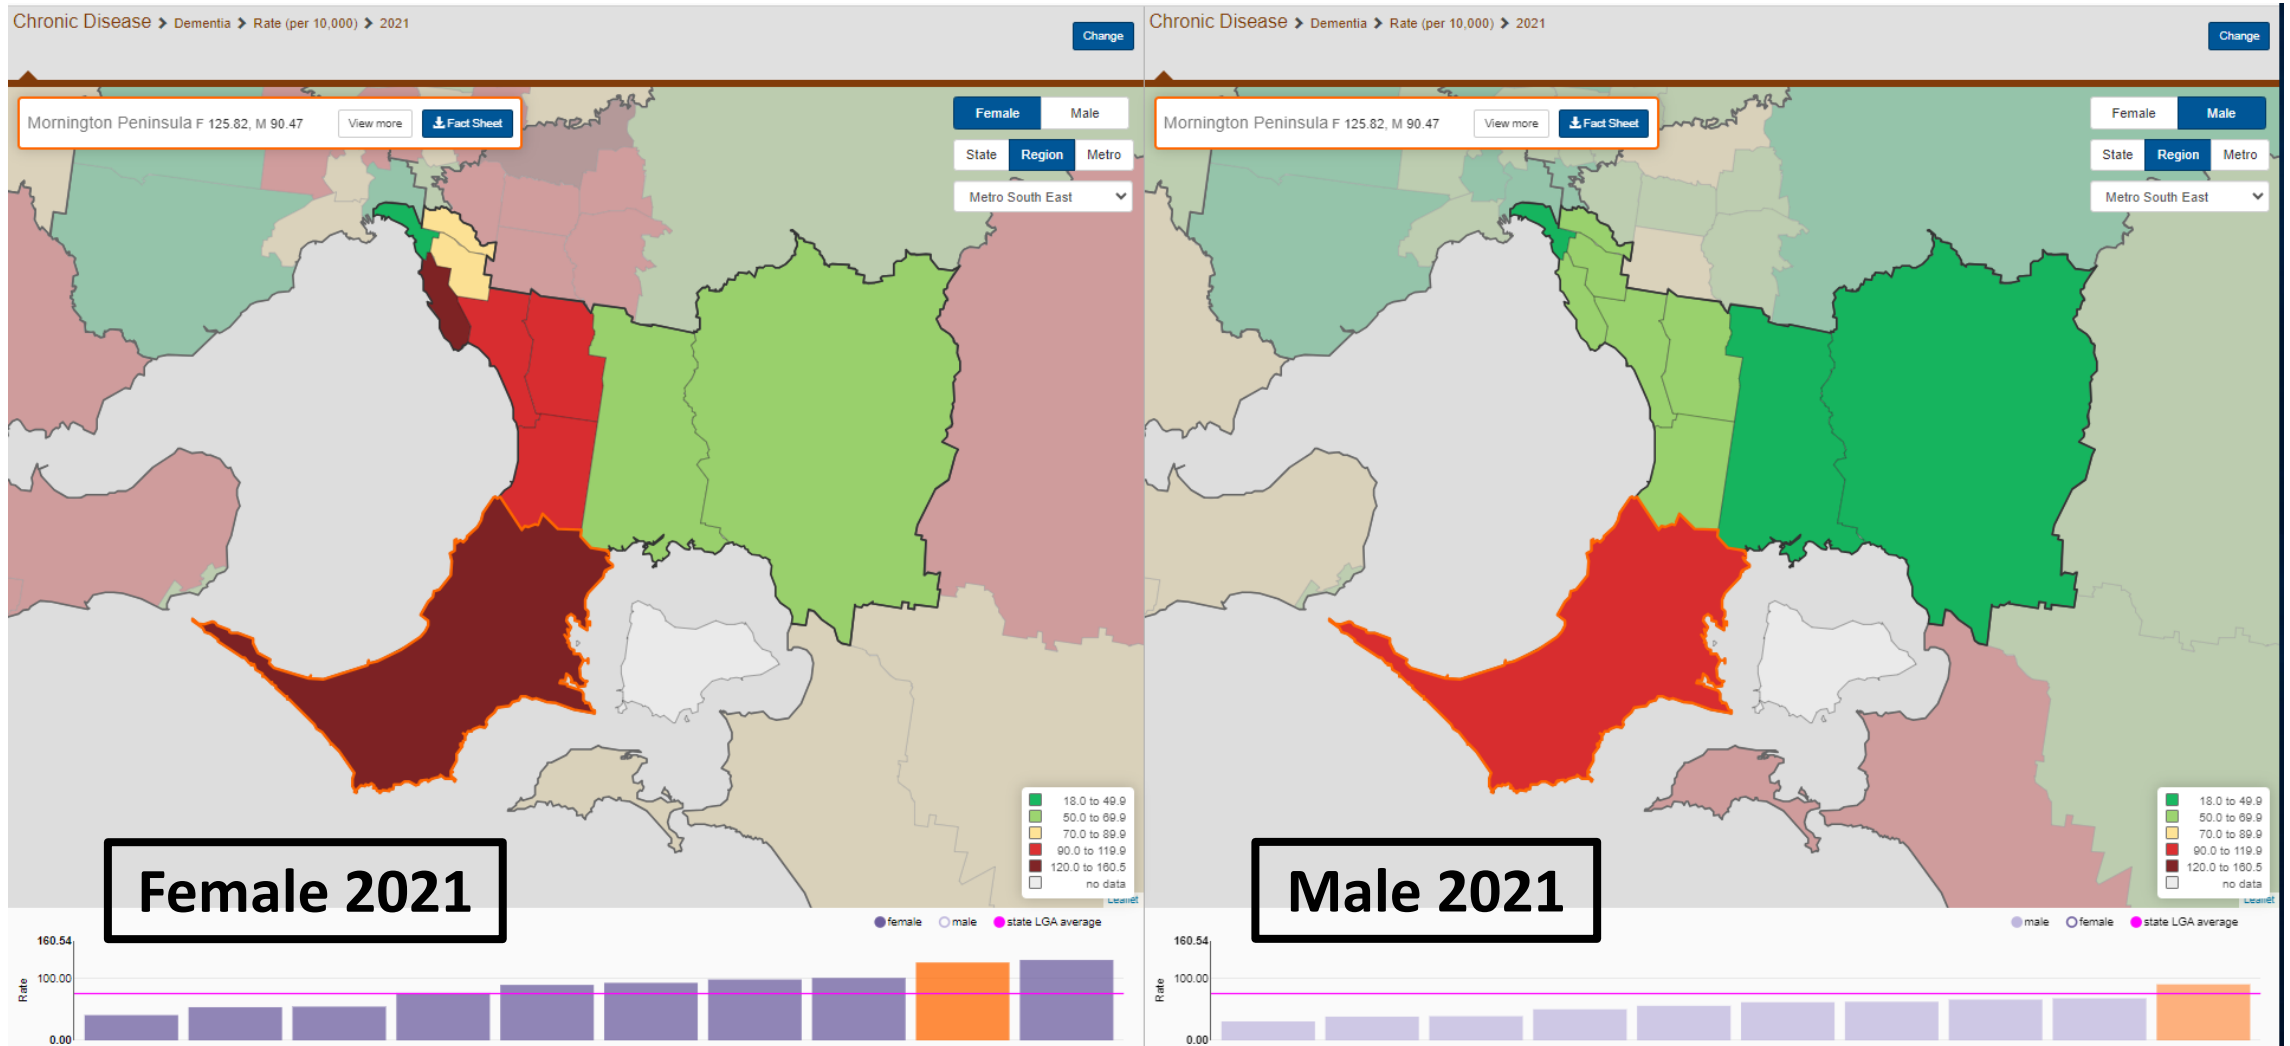 Chronic Disease > Dementia > Rate (per 10,000) > 2021
Change
Mornington Peninsula F 125.82, M 90.47
View more
Fact Sheet
Female Male
State Region Metro
Metro South East
18.0 to 49.9
50.0 to 69.9
70.0 to 89.9
90.0 to 119.9
120.0 to 160.5
no data
Leaflet
Female 2021
female male state LGA average
160.54
100.00
0.00
Rate
Chronic Disease > Dementia > Rate (per 10,000) > 2021
Change
Mornington Peninsula F 125.82, M 90.47
View more
Fact Sheet
Female Male
State Region Metro
Metro South East
18.0 to 49.9
50.0 to 69.9
70.0 to 89.9
90.0 to 119.9
120.0 to 160.5
no data
Leaflet
Male 2021
male female state LGA average
160.54
100.00
0.00
Rate